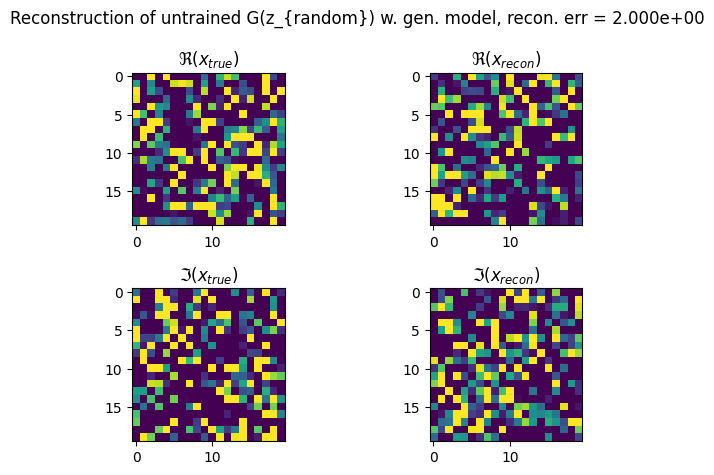 Reconstruction of untrained G(z_{random}) w. gen. model, recon. err = 2.000e+00
ℜ(x_true) ℜ(x_recon)
0 0
5 5
10 10
15 15
0 10 0 10
ℑ(x_true) ℑ(x_recon)
0 0
5 5
10 10
15 15
0 10 0 10